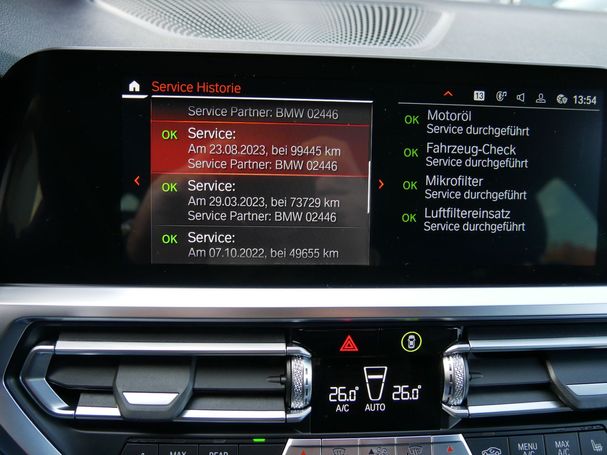 Service Historie
13
13:54
Service Partner: BMW 02446
OK Service:
Am 23.08.2023, bei 99445 km
Service Partner: BMW 02446
OK Service:
Am 29.03.2023, bei 73729 km
Service Partner: BMW 02446
OK Service:
Am 07.10.2022, bei 49655 km
OK Motoröl
Service durchgeführt
OK Fahrzeug-Check
Service durchgeführt
OK Mikrofilter
Service durchgeführt
OK Luftfiltereinsatz
Service durchgeführt
26.0°
A/C
AUTO
26.0°
A/C
MAX
REAR
MENU
A/C
MAX
A/C